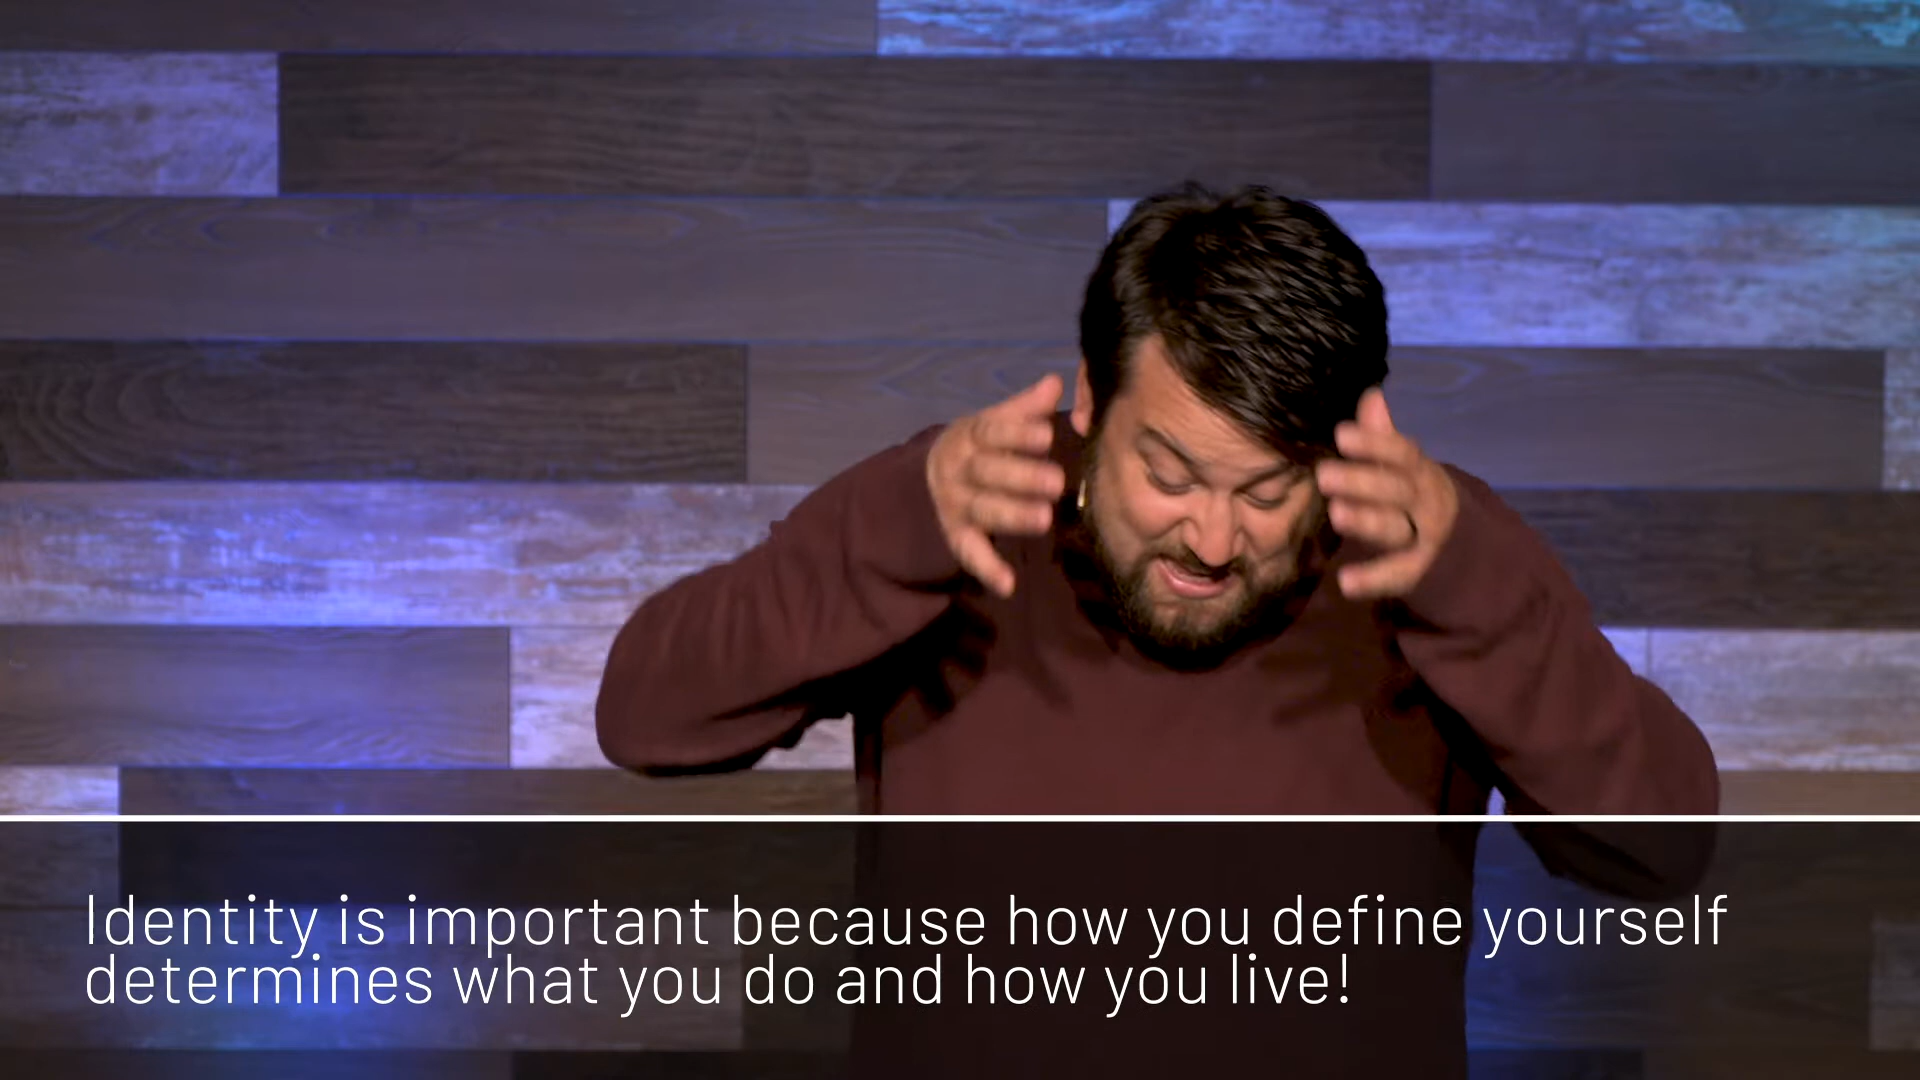 Identity is important because how you define yourself
determines what you do and how you live!